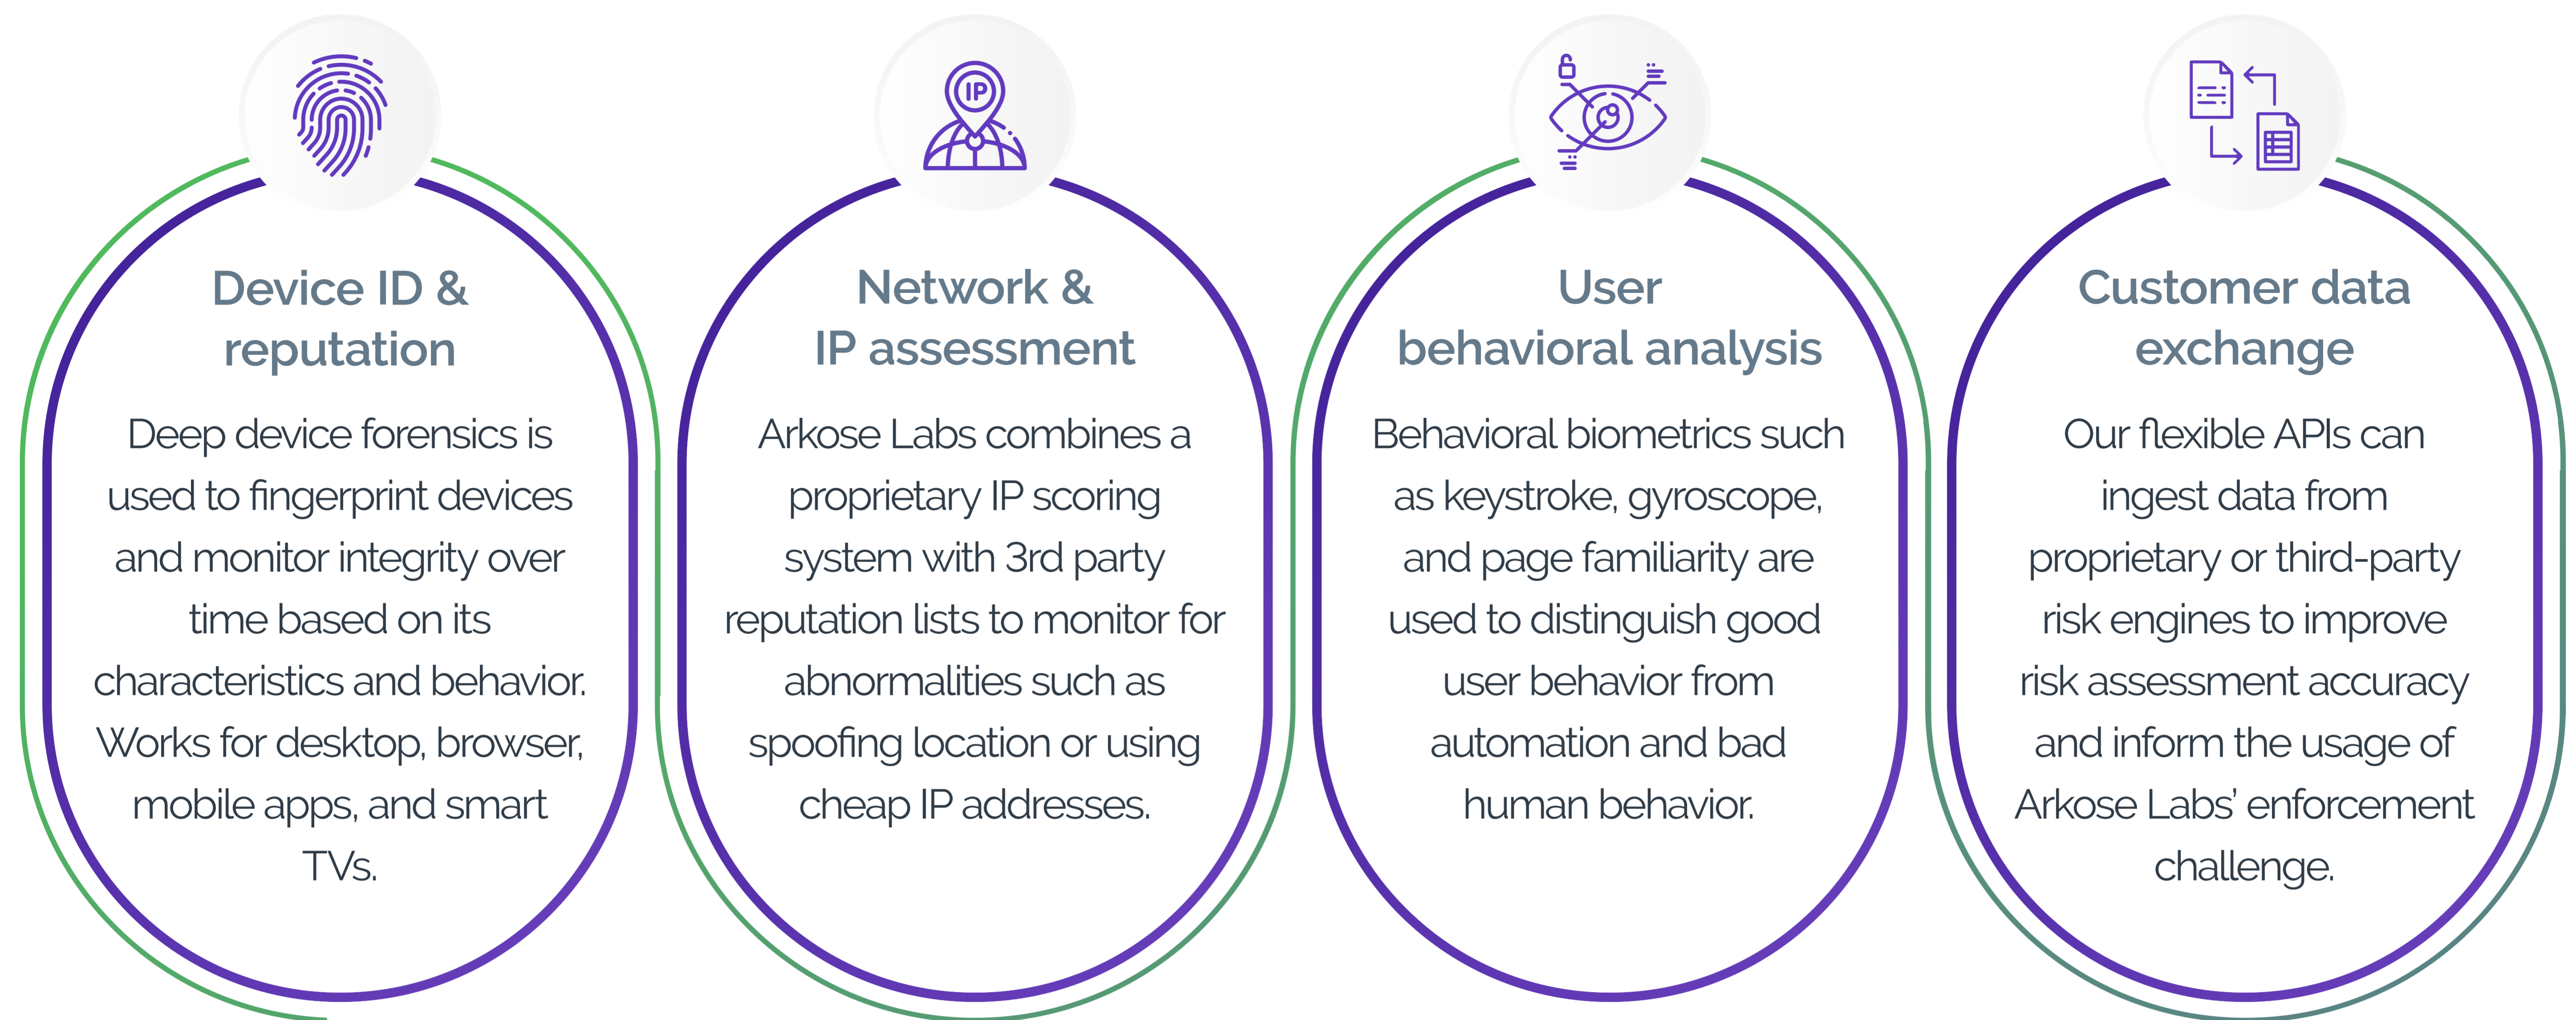 IP
Device ID &
reputation
Deep device forensics is
used to fingerprint devices
and monitor integrity over
time based on its
characteristics and behavior.
Works for desktop, browser,
mobile apps, and smart
TVs.
Network &
IP assessment
Arkose Labs combines a
proprietary IP scoring
system with 3rd party
reputation lists to monitor for
abnormalities such as
spoofing location or using
cheap IP addresses.
User
behavioral analysis
Behavioral biometrics such
as keystroke, gyroscope,
and page familiarity are
used to distinguish good
user behavior from
automation and bad
human behavior.
Customer data
exchange
Our flexible APIs can
ingest data from
proprietary or third-party
risk engines to improve
risk assessment accuracy
and inform the usage of
Arkose Labs’ enforcement
challenge.